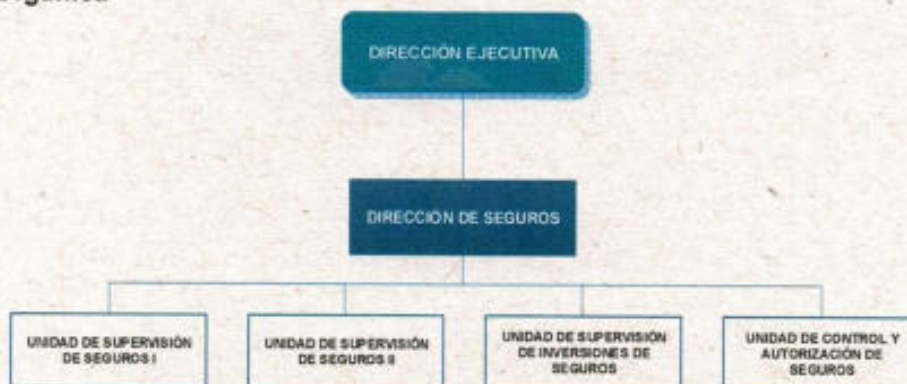 DIRECCIÓN EJECUTIVA
DIRECCIÓN DE SEGUROS
UNIDAD DE SUPERVISIÓN
DE SEGUROS I
UNIDAD DE SUPERVISIÓN
DE SEGUROS II
UNIDAD DE SUPERVISIÓN
DE INVERSIONES DE
SEGUROS
UNIDAD DE CONTROL Y
AUTORIZACIÓN DE
SEGUROS